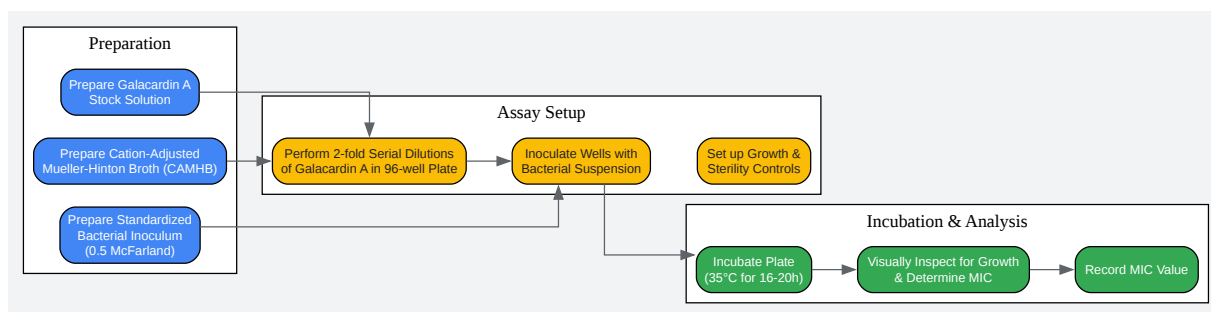 Preparation
Prepare Galacardin A
Stock Solution
Prepare Cation-Adjusted
Mueller-Hinton Broth (CAMHB)
Prepare Standardized
Bacterial Inoculum
(0.5 McFarland)
Assay Setup
Perform 2-fold Serial Dilutions
of Galacardin A in 96-well Plate
Inoculate Wells with
Bacterial Suspension
Set up Growth &
Sterility Controls
Incubation & Analysis
Incubate Plate
(35°C for 16-20h)
Visually Inspect for Growth
& Determine MIC
Record MIC Value